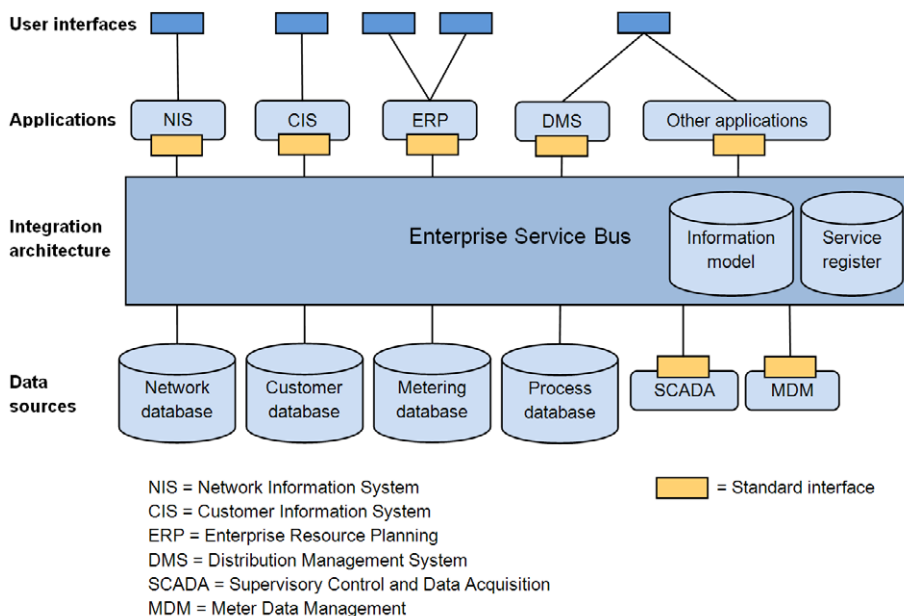 User interfaces
Applications
NIS
CIS
ERP
DMS
Other applications
Integration
architecture
Enterprise Service Bus
Information
model
Service
register
Data
sources
Network
database
Customer
database
Metering
database
Process
database
SCADA
MDM
NIS = Network Information System
CIS = Customer Information System
ERP = Enterprise Resource Planning
DMS = Distribution Management System
SCADA = Supervisory Control and Data Acquisition
MDM = Meter Data Management
= Standard interface